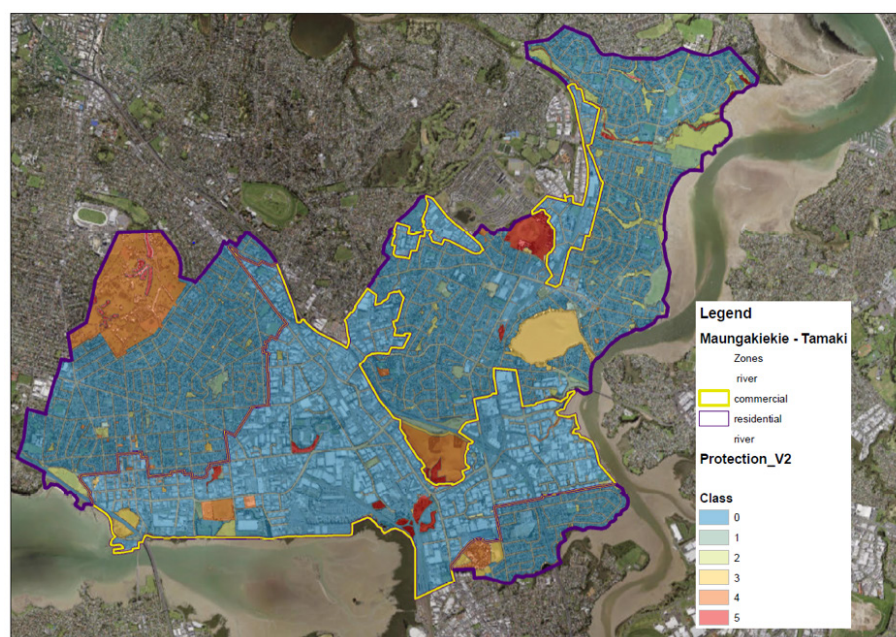 Legend
Maungakiekie - Tamaki
Zones
river
commercial
residential
river
Protection_V2
Class
0
1
2
3
4
5